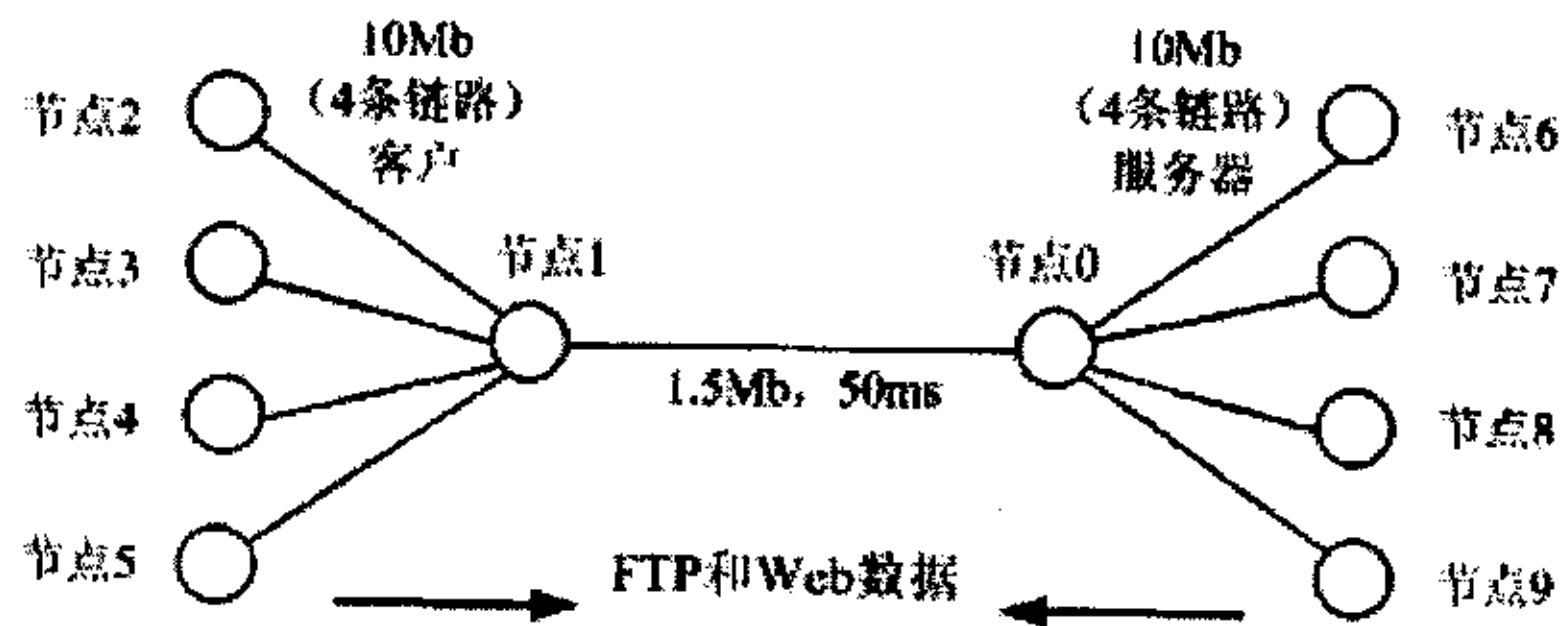 10Mb
（4条链路）
客户
10Mb
（4条链路）
服务器
节点2
节点3
节点4
节点5
节点1
节点0
1.5Mb，50ms
节点6
节点7
节点8
节点9
FTP和Web数据